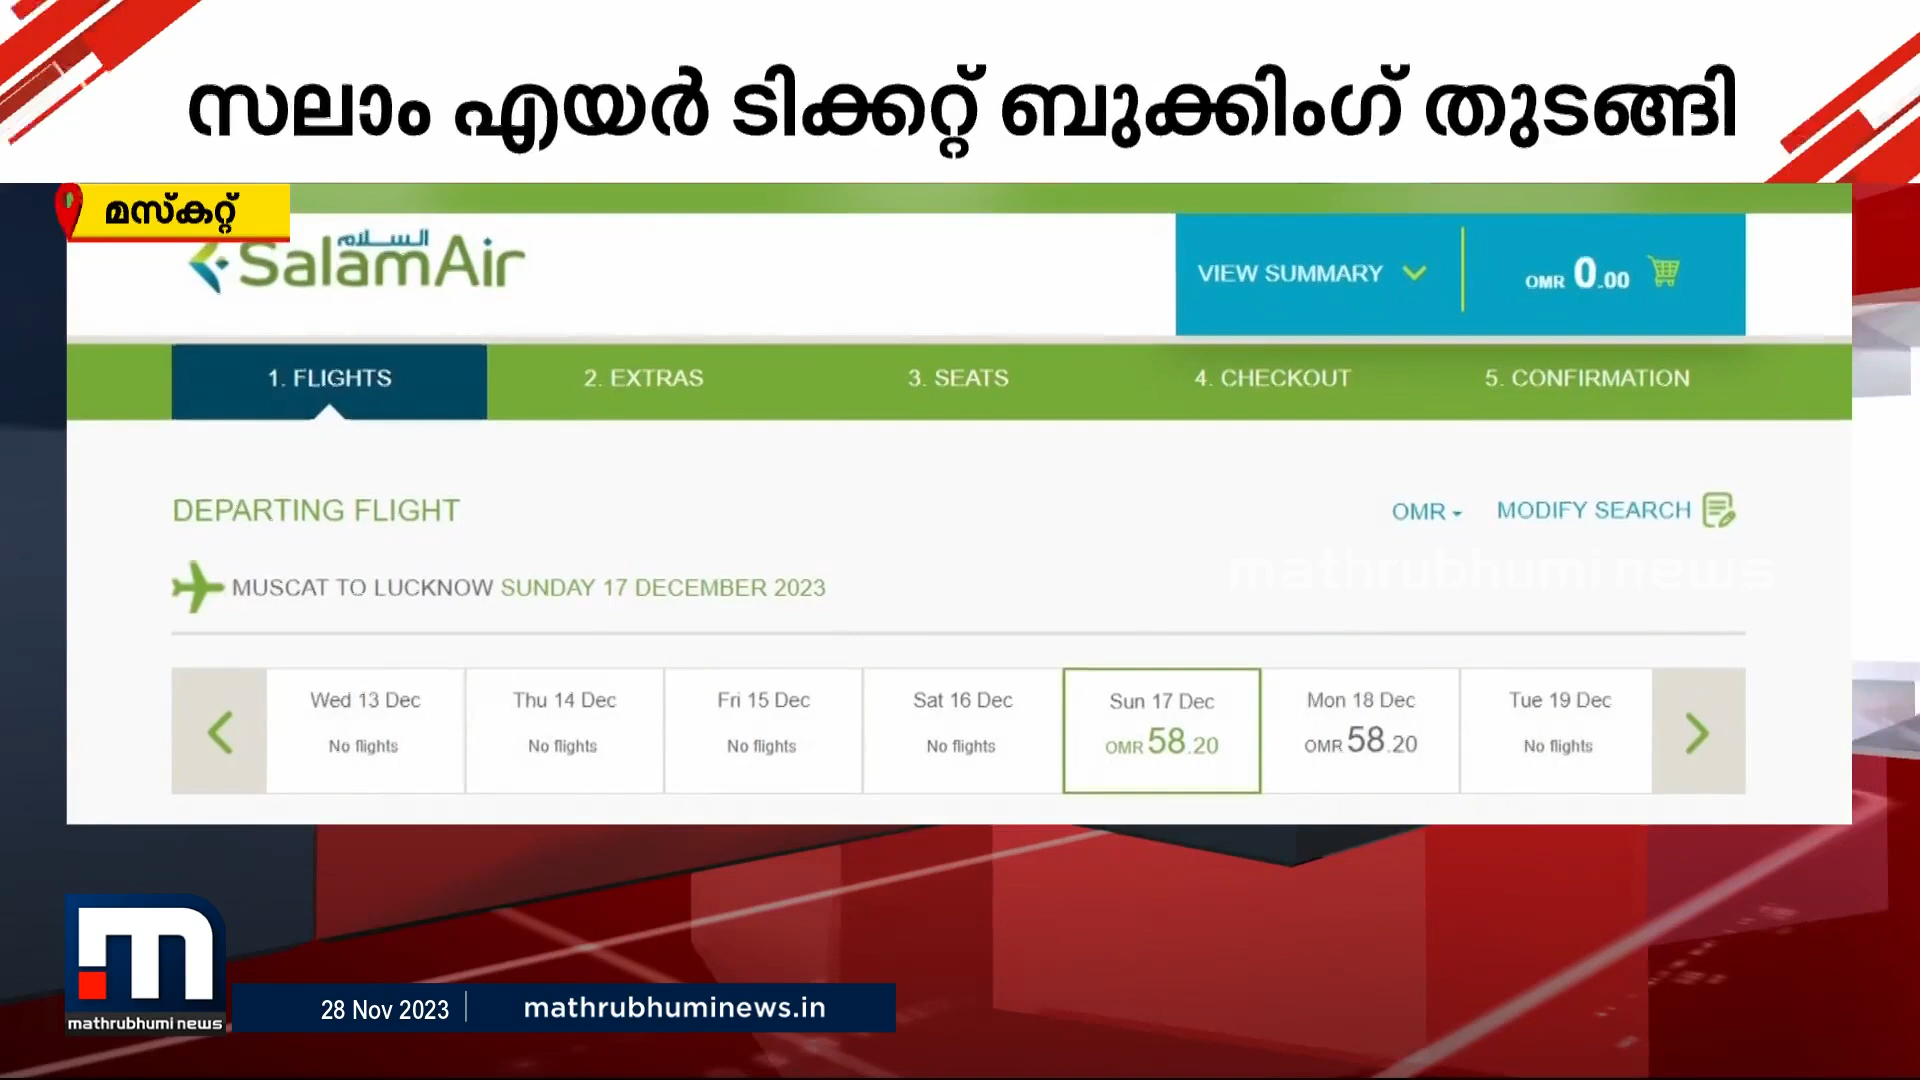 സലാം എയർ ടിക്കറ്റ് ബുക്കിംഗ് തുടങ്ങി
മസ്കറ്റ്
السلام
SalamAir
VIEW SUMMARY
OMR 0.00
1. FLIGHTS
2. EXTRAS
3. SEATS
4. CHECKOUT
5. CONFIRMATION
DEPARTING FLIGHT
OMR
MODIFY SEARCH
mathrubhumi news
MUSCAT TO LUCKNOW SUNDAY 17 DECEMBER 2023
Wed 13 Dec
No flights
Thu 14 Dec
No flights
Fri 15 Dec
No flights
Sat 16 Dec
No flights
Sun 17 Dec
OMR 58.20
Mon 18 Dec
OMR 58.20
Tue 19 Dec
No flights
mathrubhumi news
28 Nov 2023
mathrubhuminews.in